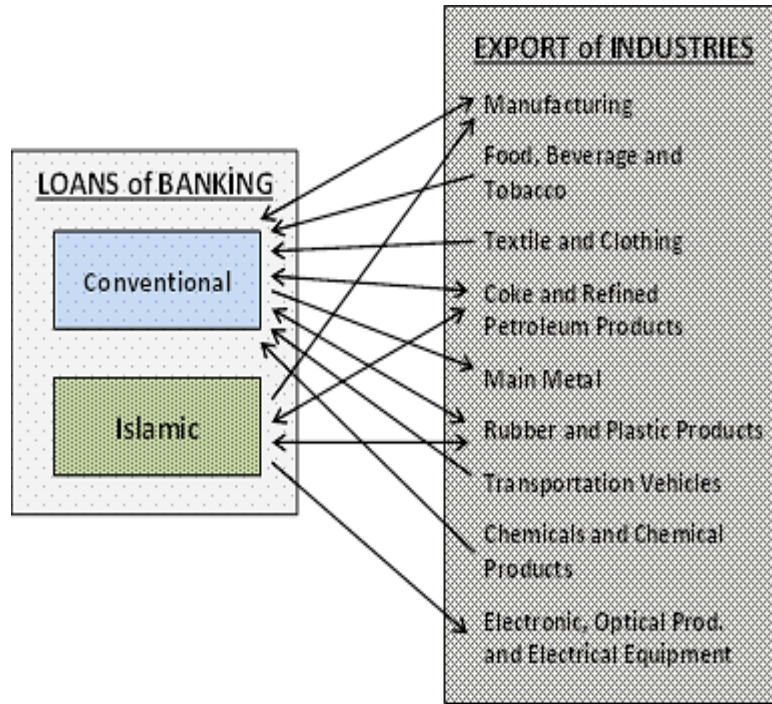 LOANS of BANKİNG
Conventional
Islamic
EXPORT of INDUSTRIES
Manufacturing
Food, Beverage and
Tobacco
Textile and Clothing
Coke and Refined
Petroleum Products
Main Metal
Rubber and Plastic Products
Transportation Vehicles
Chemicals and Chemical
Products
Electronic, Optical Prod.
and Electrical Equipment